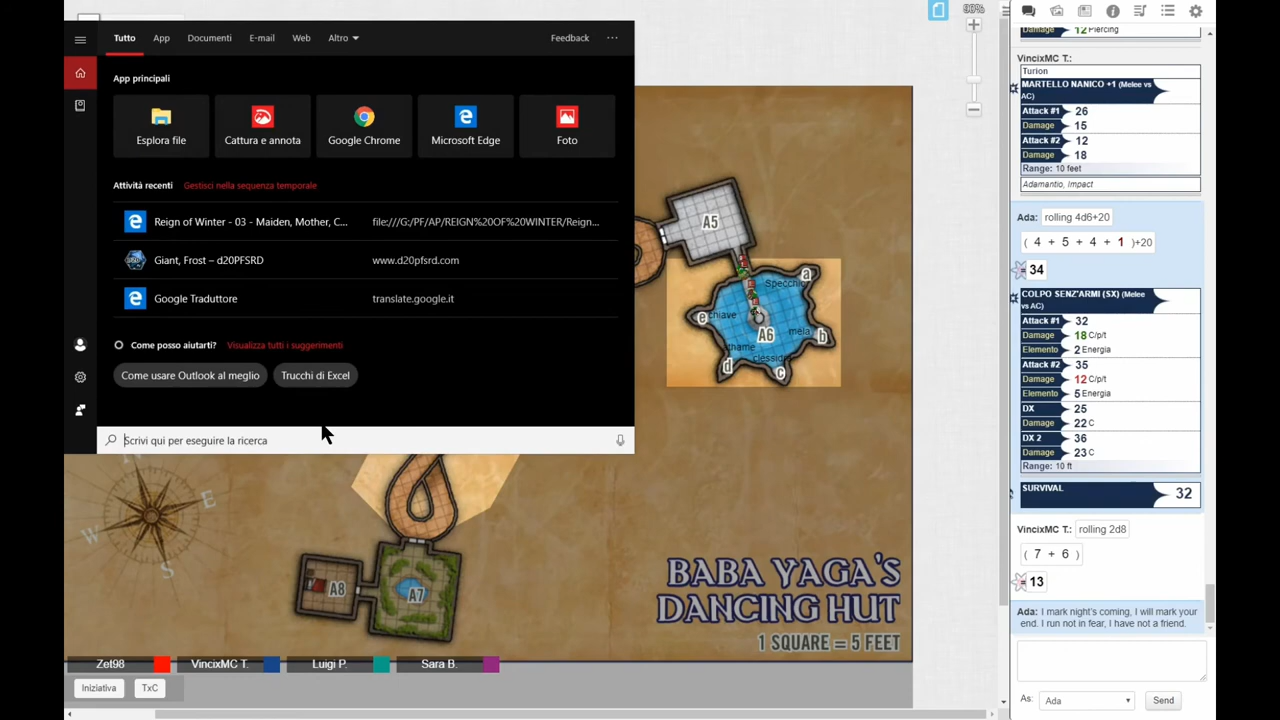 Tutto App Documenti E-mail Web Altro Feedback ...
App principali
Esplora file Cattura e annota Google Chrome Microsoft Edge Foto
Attività recenti Gestisci nella sequenza temporale
Reign of Winter - 03 - Maiden, Mother, C... file:///G:/PF/AP/REIGN%20OF%20WINTER/Reign...
Giant, Frost – d20PFSRD www.d20pfsrd.com
Google Traduttore translate.google.it
Come posso aiutarti? Visualizza tutti i suggerimenti
Come usare Outlook al meglio Trucchi di Excel
Scrivi qui per eseguire la ricerca
93%
A5
a
Specchio
e
chiave
A6
mela
b
clessidra
d
c
E
W
S
A8
A7
BABA YAGA'S
DANCING HUT
1 SQUARE = 5 FEET
Zet98 VincixMC T. Luigi P. Sara B.
Iniziativa TxC
Damage 12 Piercing
VincixMC T.:
Turion
MARTELLO NANICO +1 (Melee vs
AC)
Attack #1 26
Damage 15
Attack #2 12
Damage 18
Range: 10 feet
Adamantio, Impact
Ada: rolling 4d6+20
( 4 + 5 + 4 + 1 )+20
34
COLPO SENZ'ARMI (SX) (Melee
vs AC)
Attack #1 32
Damage 18 C/p/t
Elemento 2 Energia
Attack #2 35
Damage 12 C/p/t
Elemento 5 Energia
DX 25
Damage 22 C
DX 2 36
Damage 23 C
Range: 10 ft
SURVIVAL 32
VincixMC T.: rolling 2d8
( 7 + 6 )
13
Ada: I mark night's coming, I will mark your
end. I run not in fear, I have not a friend.
As: Ada Send